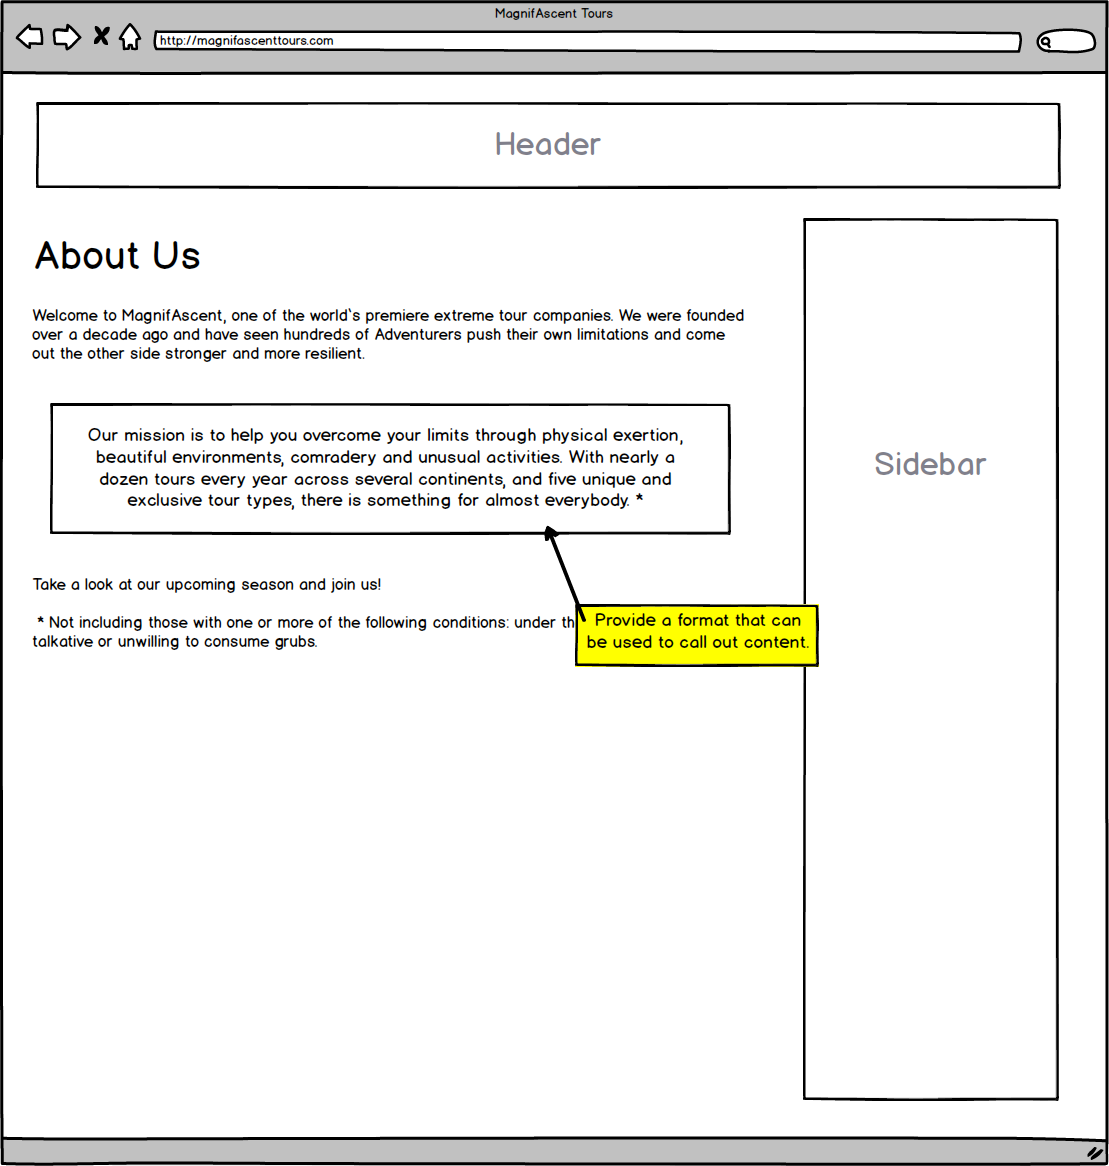 MagnifAscent Tours
http://magnifascenttours.com
Header
About Us
Welcome to MagnifAscent, one of the world`s premiere extreme tour companies. We were founded
over a decade ago and have seen hundreds of Adventurers push their own limitations and come
out the other side stronger and more resilient.
Our mission is to help you overcome your limits through physical exertion,
beautiful environments, comradery and unusual activities. With nearly a
dozen tours every year across several continents, and five unique and
exclusive tour types, there is something for almost everybody. *
Take a look at our upcoming season and join us!
* Not including those with one or more of the following conditions: under
talkative or unwilling to consume grubs.
Provide a format that can
be used to call out content.
Sidebar